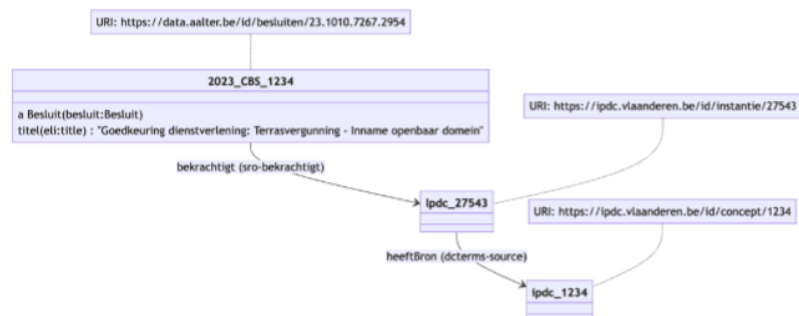 URI: https://data.aalter.be/id/besluiten/23.1010.7267.2954
2023_CBS_1234
a Besluit(besluit:Besluit)
titel(eli:title) : "Goedkeuring dienstverlening: Terrasvergunning - Inname openbaar domein"
URI: https://ipdc.vlaanderen.be/id/instantie/27543
bekrachtigt (sro-bekrachtigt)
lpdc_27543
URI: https://ipdc.vlaanderen.be/id/concept/1234
heeftBron (dcterms-source)
ipdc_1234